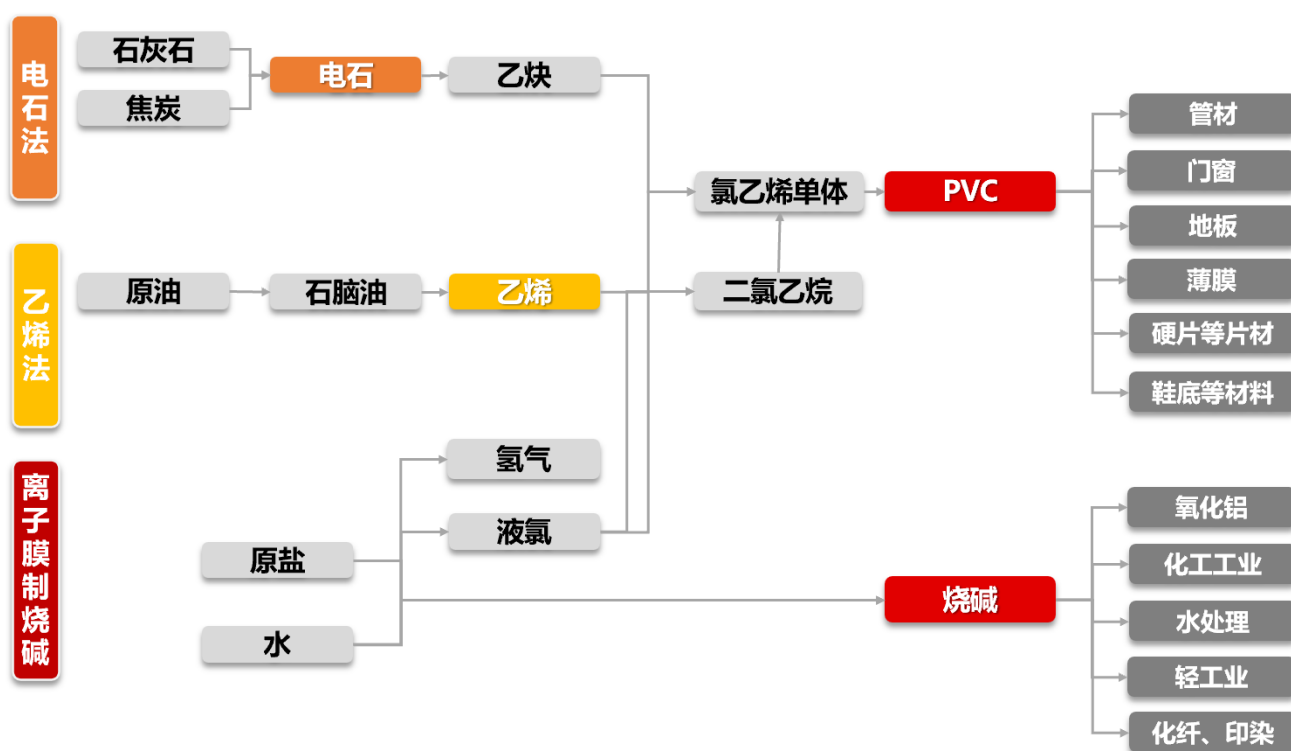 电石法
石灰石
焦炭
电石
乙炔
乙烯法
原油
石脑油
乙烯
氯乙烯单体
二氯乙烷
PVC
管材
门窗
地板
薄膜
硬片等片材
鞋底等材料
离子膜制烧碱
原盐
水
氢气
液氯
烧碱
氧化铝
化工工业
水处理
轻工业
化纤、印染